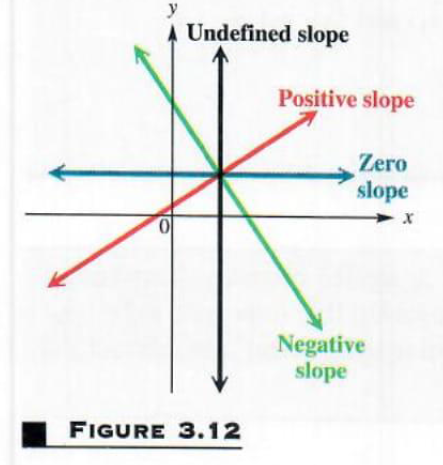 y
Undefined slope
Positive slope
Zero
slope
x
0
Negative
slope
FIGURE 3.12